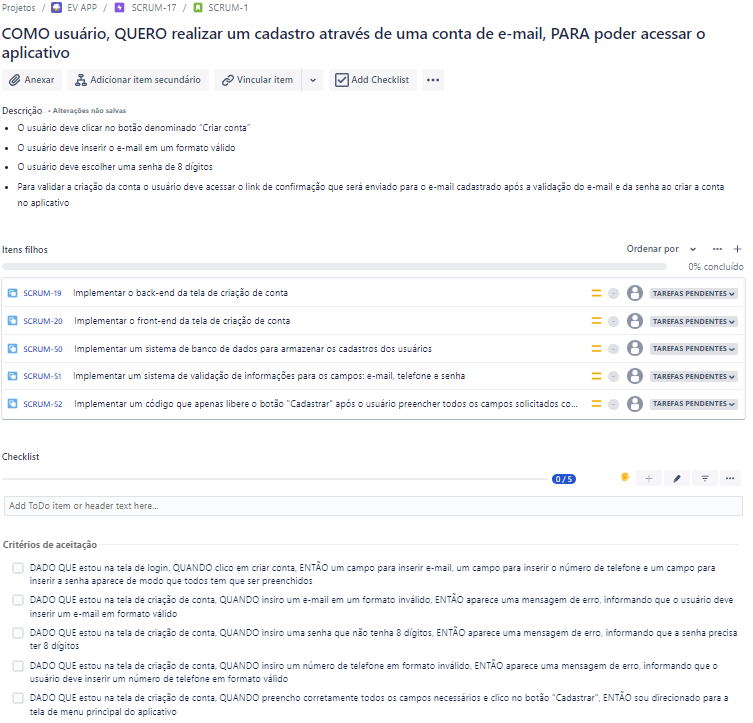 Projetos / EV APP / SCRUM-17 / SCRUM-1
COMO usuário, QUERO realizar um cadastro através de uma conta de e-mail, PARA poder acessar o
aplicativo
Anexar Adicionar item secundário Vincular item Add Checklist
Descrição • Alterações não salvas
• O usuário deve clicar no botão denominado "Criar conta"
• O usuário deve inserir o e-mail em um formato válido
• O usuário deve escolher uma senha de 8 dígitos
• Para validar a criação da conta o usuário deve acessar o link de confirmação que será enviado para o e-mail cadastrado após a validação do e-mail e da senha ao criar a conta
no aplicativo
Itens filhos Ordenar por
0% concluído
SCRUM-19 Implementar o back-end da tela de criação de conta TAREFAS PENDENTES
SCRUM-20 Implementar o front-end da tela de criação de conta TAREFAS PENDENTES
SCRUM-50 Implementar um sistema de banco de dados para armazenar os cadastros dos usuários TAREFAS PENDENTES
SCRUM-51 Implementar um sistema de validação de informações para os campos: e-mail, telefone e senha TAREFAS PENDENTES
SCRUM-52 Implementar um código que apenas libere o botão "Cadastrar" após o usuário preencher todos os campos solicitados co... TAREFAS PENDENTES
Checklist
0 / 5
Add ToDo item or header text here...
Critérios de aceitação
DADO QUE estou na tela de login, QUANDO clico em criar conta, ENTÃO um campo para inserir e-mail, um campo para inserir o número de telefone e um campo para
inserir a senha aparece de modo que todos tem que ser preenchidos
DADO QUE estou na tela de criação de conta, QUANDO insiro um e-mail em um formato inválido, ENTÃO aparece uma mensagem de erro, informando que o usuário deve
inserir um e-mail em formato válido
DADO QUE estou na tela de criação de conta, QUANDO insiro uma senha que não tenha 8 dígitos, ENTÃO aparece uma mensagem de erro, informando que a senha precisa
ter 8 dígitos
DADO QUE estou na tela de criação de conta, QUANDO insiro um número de telefone em formato inválido, ENTÃO aparece uma mensagem de erro, informando que o
usuário deve inserir um número de telefone em formato válido
DADO QUE estou na tela de criação de conta, QUANDO preencho corretamente todos os campos necessários e clico no botão "Cadastrar", ENTÃO sou direcionado para a
tela de menu principal do aplicativo